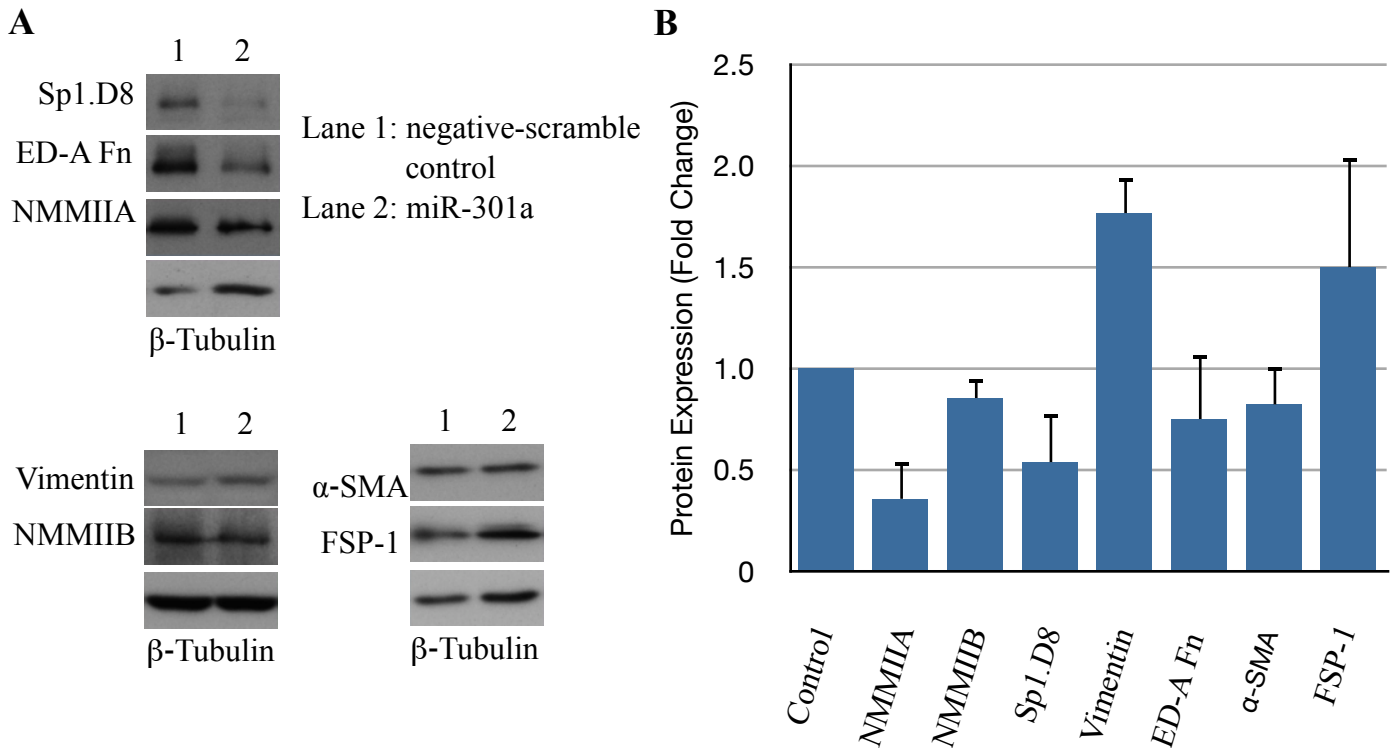 A
1 2
Sp1.D8
ED-A Fn
NMMIIA
β-Tubulin
Lane 1: negative-scramble
control
Lane 2: miR-301a
1 2
Vimentin
NMMIIB
β-Tubulin
1 2
α-SMA
FSP-1
β-Tubulin
B
Protein Expression (Fold Change)
2.5
2.0
1.5
1.0
0.5
0
Control
NMMIIA
NMMIIB
Sp1.D8
Vimentin
ED-A Fn
α-SMA
FSP-1